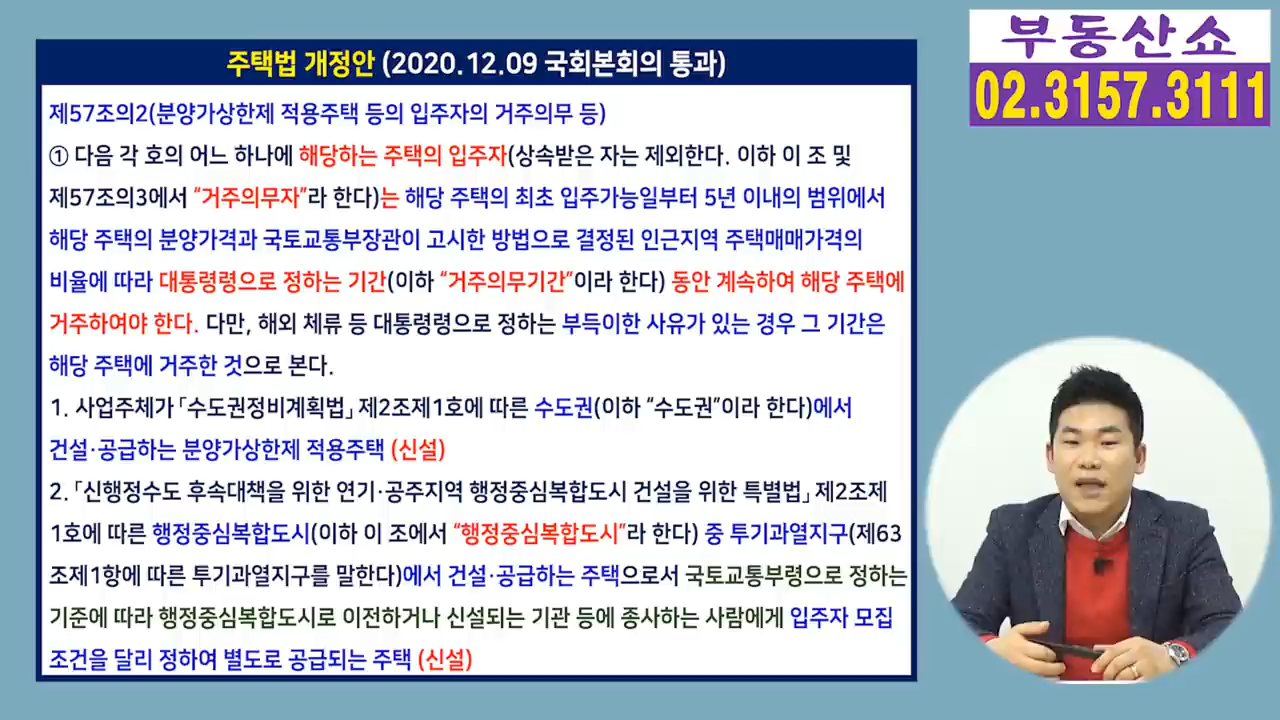 주택법 개정안 (2020.12.09 국회본회의 통과)
제57조의2(분양가상한제 적용주택 등의 입주자의 거주의무 등)
① 다음 각 호의 어느 하나에 해당하는 주택의 입주자(상속받은 자는 제외한다. 이하 이 조 및
제57조의3에서 “거주의무자”라 한다)는 해당 주택의 최초 입주가능일부터 5년 이내의 범위에서
해당 주택의 분양가격과 국토교통부장관이 고시한 방법으로 결정된 인근지역 주택매매가격의
비율에 따라 대통령령으로 정하는 기간(이하 “거주의무기간”이라 한다) 동안 계속하여 해당 주택에
거주하여야 한다. 다만, 해외 체류 등 대통령령으로 정하는 부득이한 사유가 있는 경우 그 기간은
해당 주택에 거주한 것으로 본다.
1. 사업주체가 「수도권정비계획법」 제2조제1호에 따른 수도권(이하 “수도권”이라 한다)에서
건설·공급하는 분양가상한제 적용주택 (신설)
2. 「신행정수도 후속대책을 위한 연기·공주지역 행정중심복합도시 건설을 위한 특별법」 제2조제
1호에 따른 행정중심복합도시(이하 이 조에서 “행정중심복합도시”라 한다) 중 투기과열지구(제63
조제1항에 따른 투기과열지구를 말한다)에서 건설·공급하는 주택으로서 국토교통부령으로 정하는
기준에 따라 행정중심복합도시로 이전하거나 신설되는 기관 등에 종사하는 사람에게 입주자 모집
조건을 달리 정하여 별도로 공급되는 주택 (신설)
부동산쇼
02.3157.3111